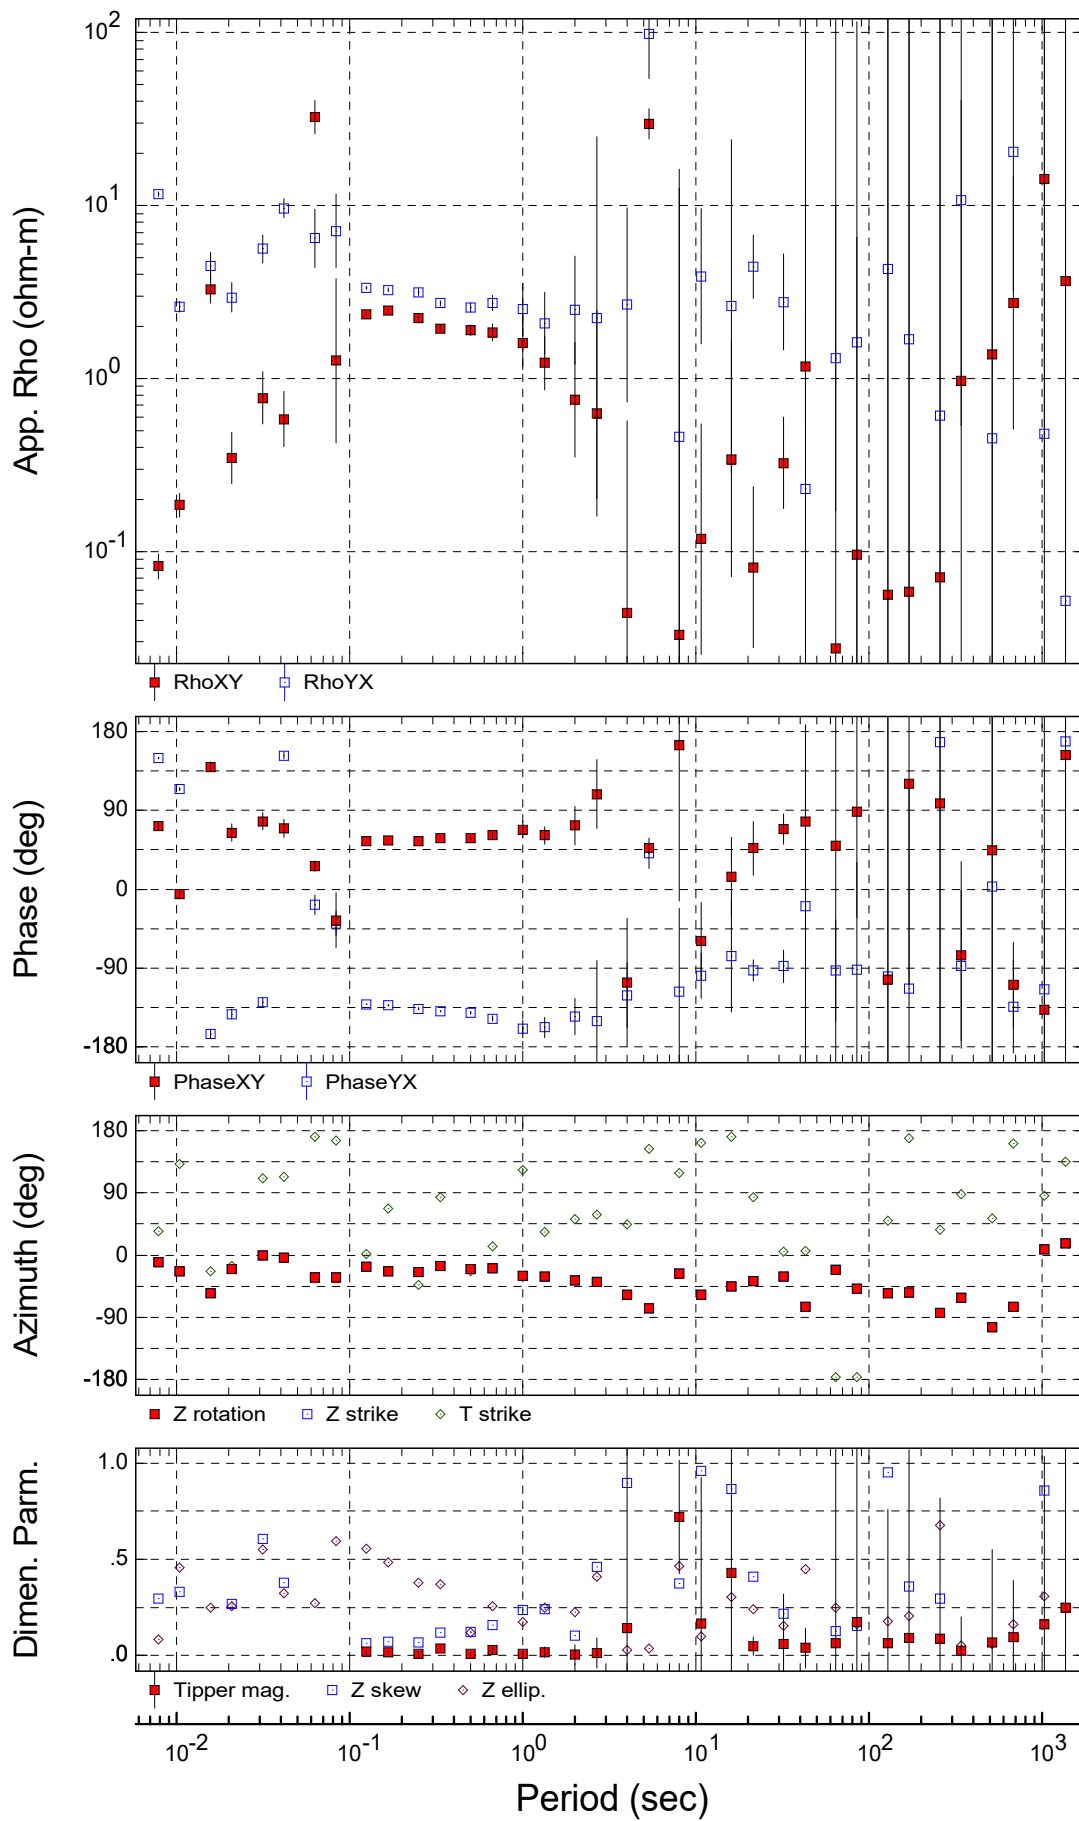 10^2
10^1
10^0
10^-1
App. Rho (ohm-m)
RhoXY RhoYX
180
90
0
-90
-180
Phase (deg)
PhaseXY PhaseYX
180
90
0
-90
-180
Azimuth (deg)
Z rotation Z strike T strike
1.0
.5
.0
Dimen. Parm.
Tipper mag. Z skew Z ellip.
10^-2 10^-1 10^0 10^1 10^2 10^3
Period (sec)